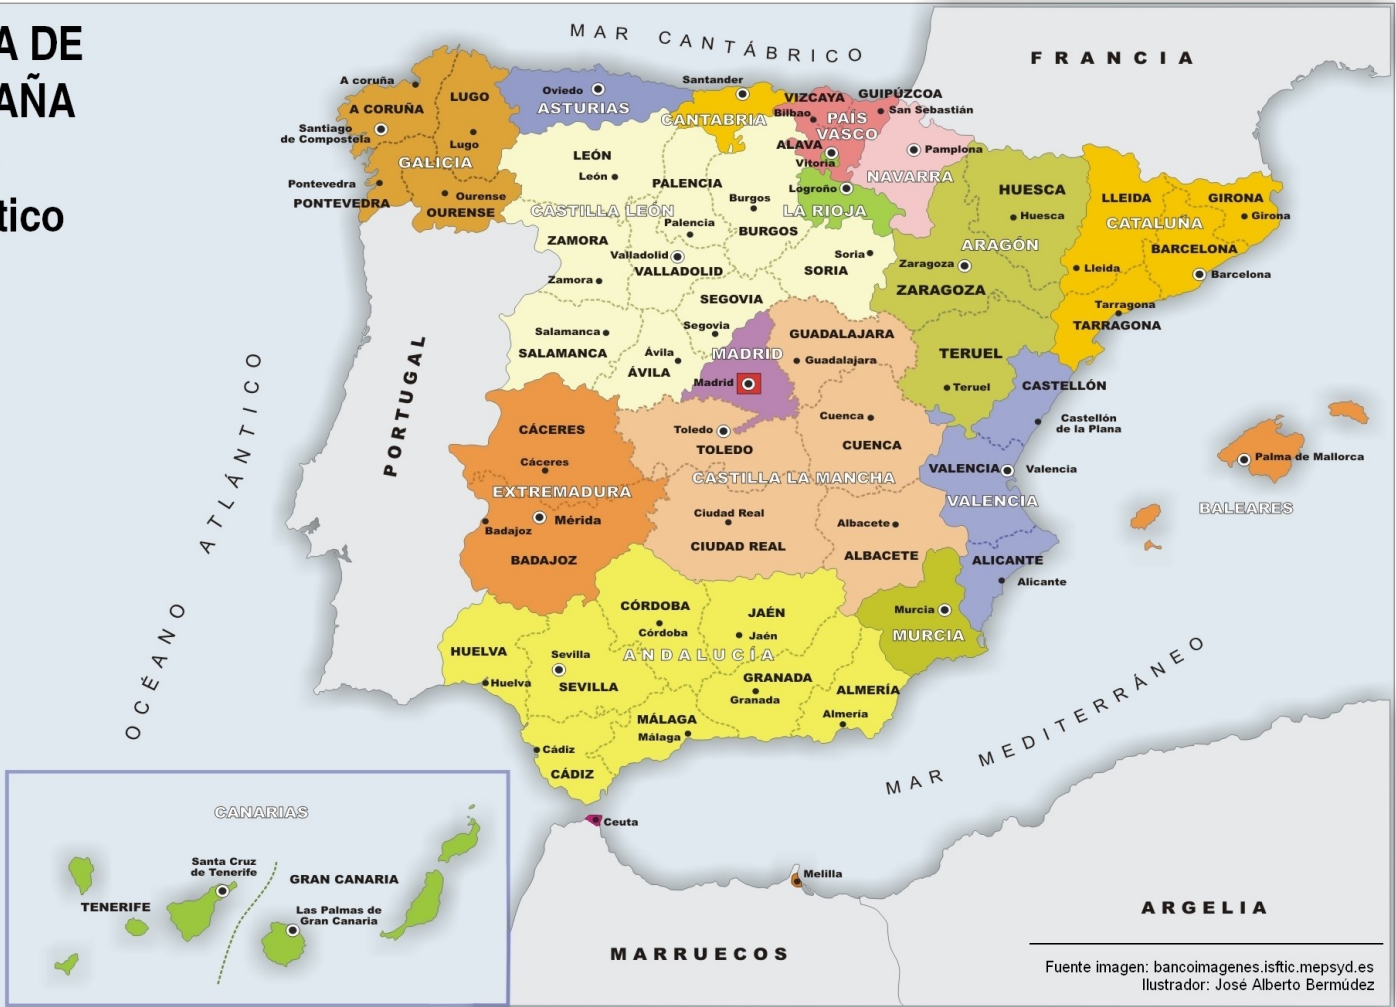 A DE
AÑA
tico
MAR CANTÁBRICO
FRANCIA
OCÉANO ATLÁNTICO
PORTUGAL
MAR MEDITERRÁNEO
MARRUECOS
ARGELIA
A coruña
A CORUÑA
LUGO
Santiago
de Compostela
Lugo
GALICIA
Pontevedra
PONTEVEDRA
Ourense
OURENSE
Oviedo
ASTURIAS
Santander
CANTABRIA
VIZCAYA
GUIPÚZCOA
Bilbao
San Sebastián
PAÍS
VASCO
ALAVA
Vitoria
Pamplona
NAVARRA
Logroño
LA RIOJA
LEÓN
León
PALENCIA
Burgos
CASTILLA LEÓN
Palencia
BURGOS
ZAMORA
Valladolid
VALLADOLID
Soria
SORIA
Zamora
SEGOVIA
Segovia
Salamanca
SALAMANCA
Ávila
ÁVILA
HUESCA
Huesca
ARAGÓN
Zaragoza
ZARAGOZA
TERUEL
Teruel
LLEIDA
GIRONA
Girona
CATALUÑA
BARCELONA
Lleida
Barcelona
Tarragona
TARRAGONA
MADRID
Madrid
GUADALAJARA
Guadalajara
Cuenca
CUENCA
Toledo
TOLEDO
CASTILLA LA MANCHA
Ciudad Real
CIUDAD REAL
Albacete
ALBACETE
CÁCERES
Cáceres
EXTREMADURA
Mérida
Badajoz
BADAJOZ
CASTELLÓN
Castellón
de la Plana
VALENCIA
Valencia
VALENCIA
ALICANTE
Alicante
Palma de Mallorca
BALEARES
Murcia
MURCIA
CÓRDOBA
Córdoba
JAÉN
Jaén
ANDALUCÍA
HUELVA
Huelva
Sevilla
SEVILLA
GRANADA
Granada
ALMERÍA
Almería
MÁLAGA
Málaga
Cádiz
CÁDIZ
Ceuta
Melilla
CANARIAS
Santa Cruz
de Tenerife
GRAN CANARIA
TENERIFE
Las Palmas de
Gran Canaria
Fuente imagen: bancoimagenes.isftic.mepsyd.es
Ilustrador: José Alberto Bermúdez